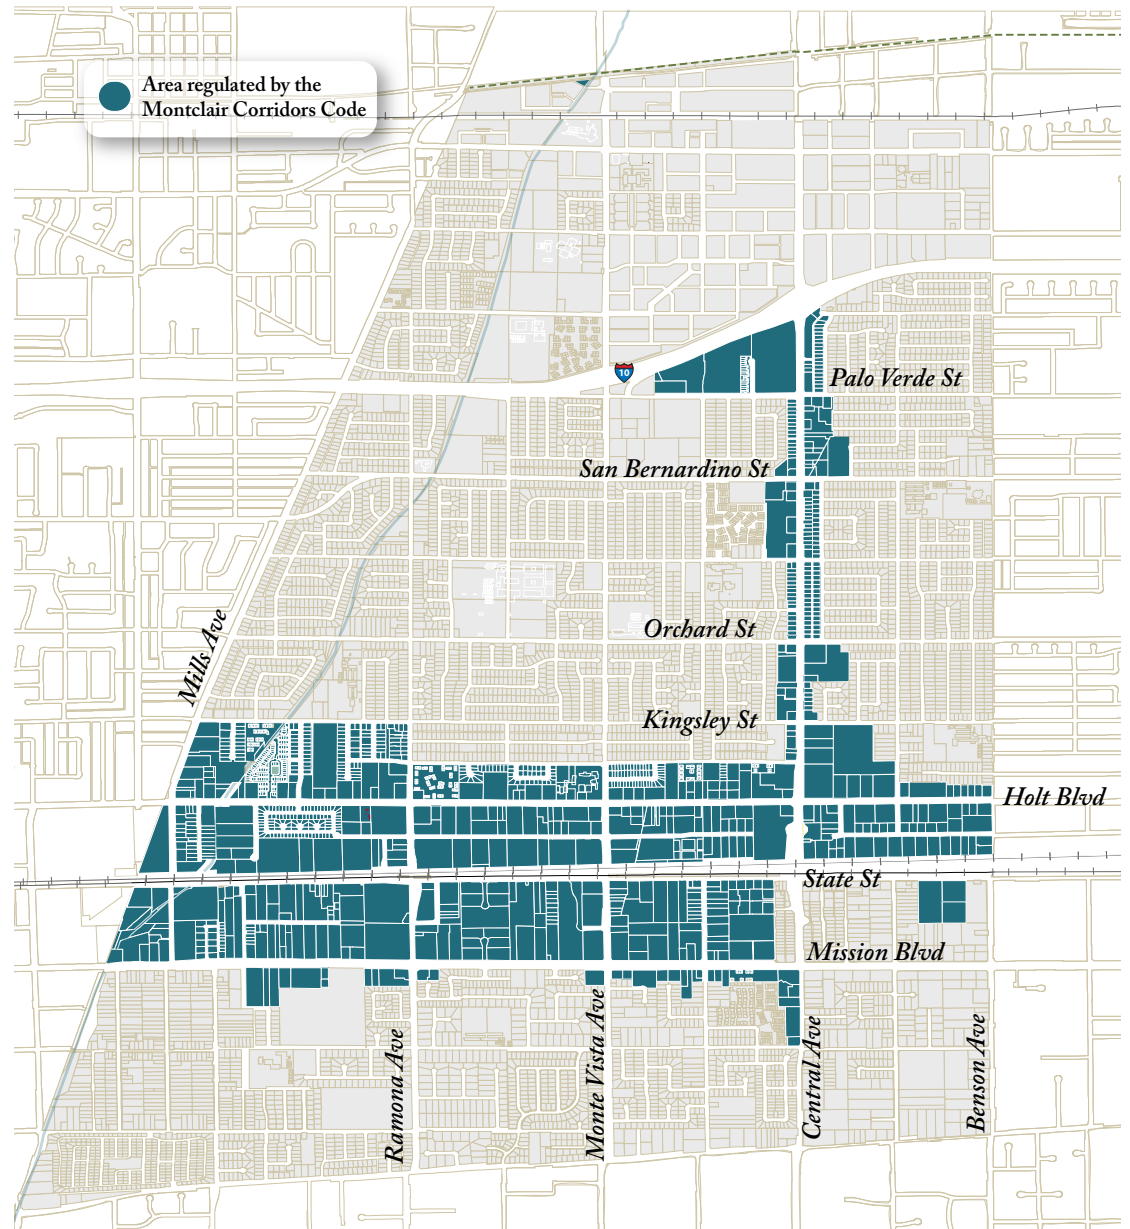 Area regulated by the
Montclair Corridors Code
10
Palo Verde St
San Bernardino St
Mills Ave
Orchard St
Kingsley St
Holt Blvd
State St
Mission Blvd
Ramona Ave
Monte Vista Ave
Central Ave
Benson Ave